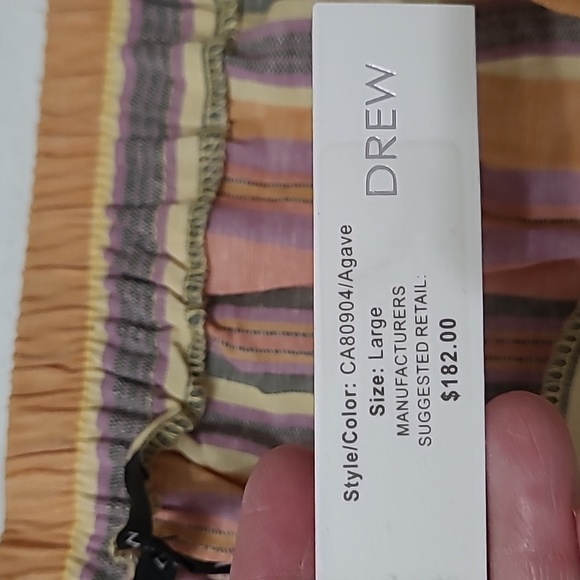 DREW
Style/Color: CA80904/Agave
Size: Large
MANUFACTURERS
SUGGESTED RETAIL:
$182.00